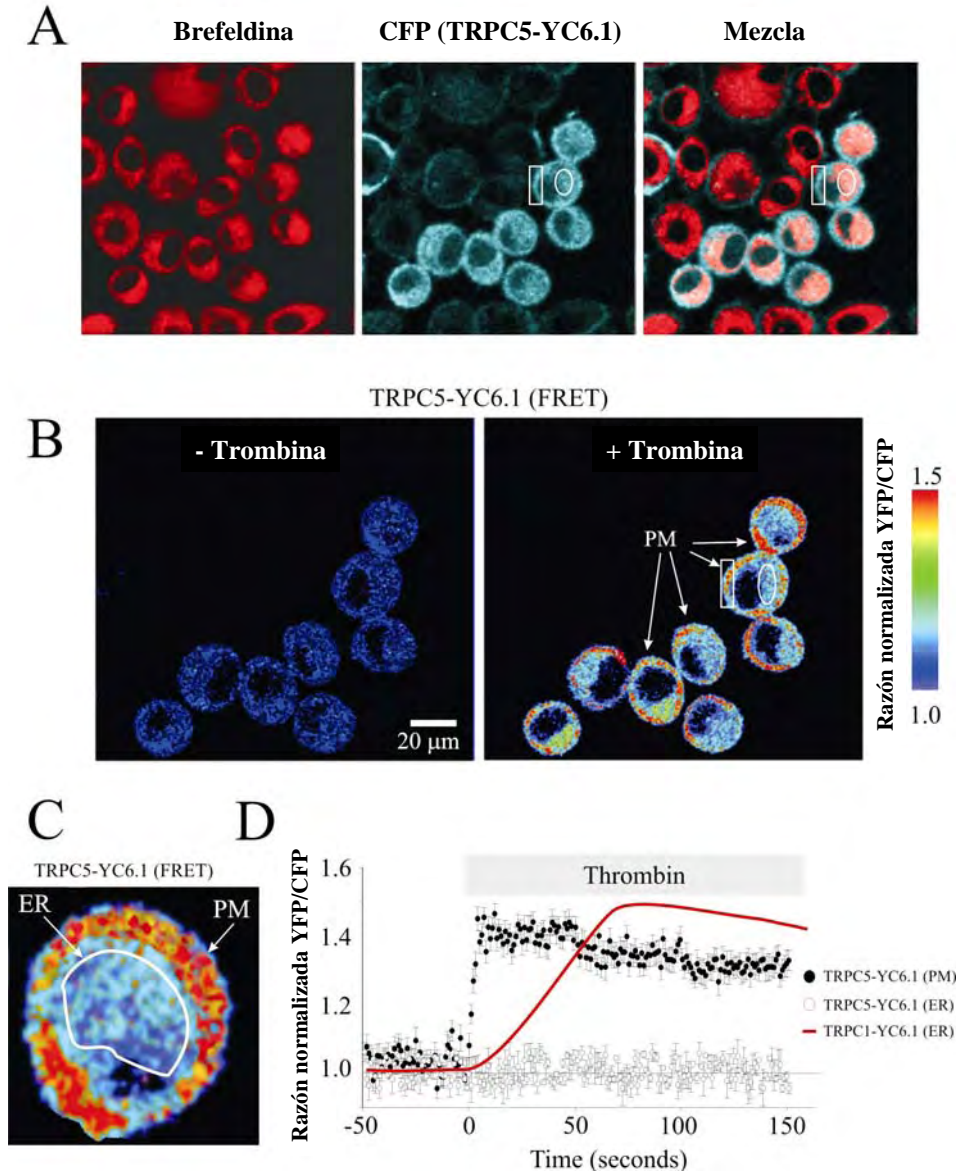 A
Brefeldina
CFP (TRPC5-YC6.1)
Mezcla
TRPC5-YC6.1 (FRET)
B
- Trombina
+ Trombina
PM
20 μm
1.5
Razón normalizada YFP/CFP
1.0
C
TRPC5-YC6.1 (FRET)
ER
PM
D
Razón normalizada YFP/CFP
1.6
1.4
1.2
1.0
Thrombin
TRPC5-YC6.1 (PM)
TRPC5-YC6.1 (ER)
TRPC1-YC6.1 (ER)
-50
0
50
100
150
Time (seconds)